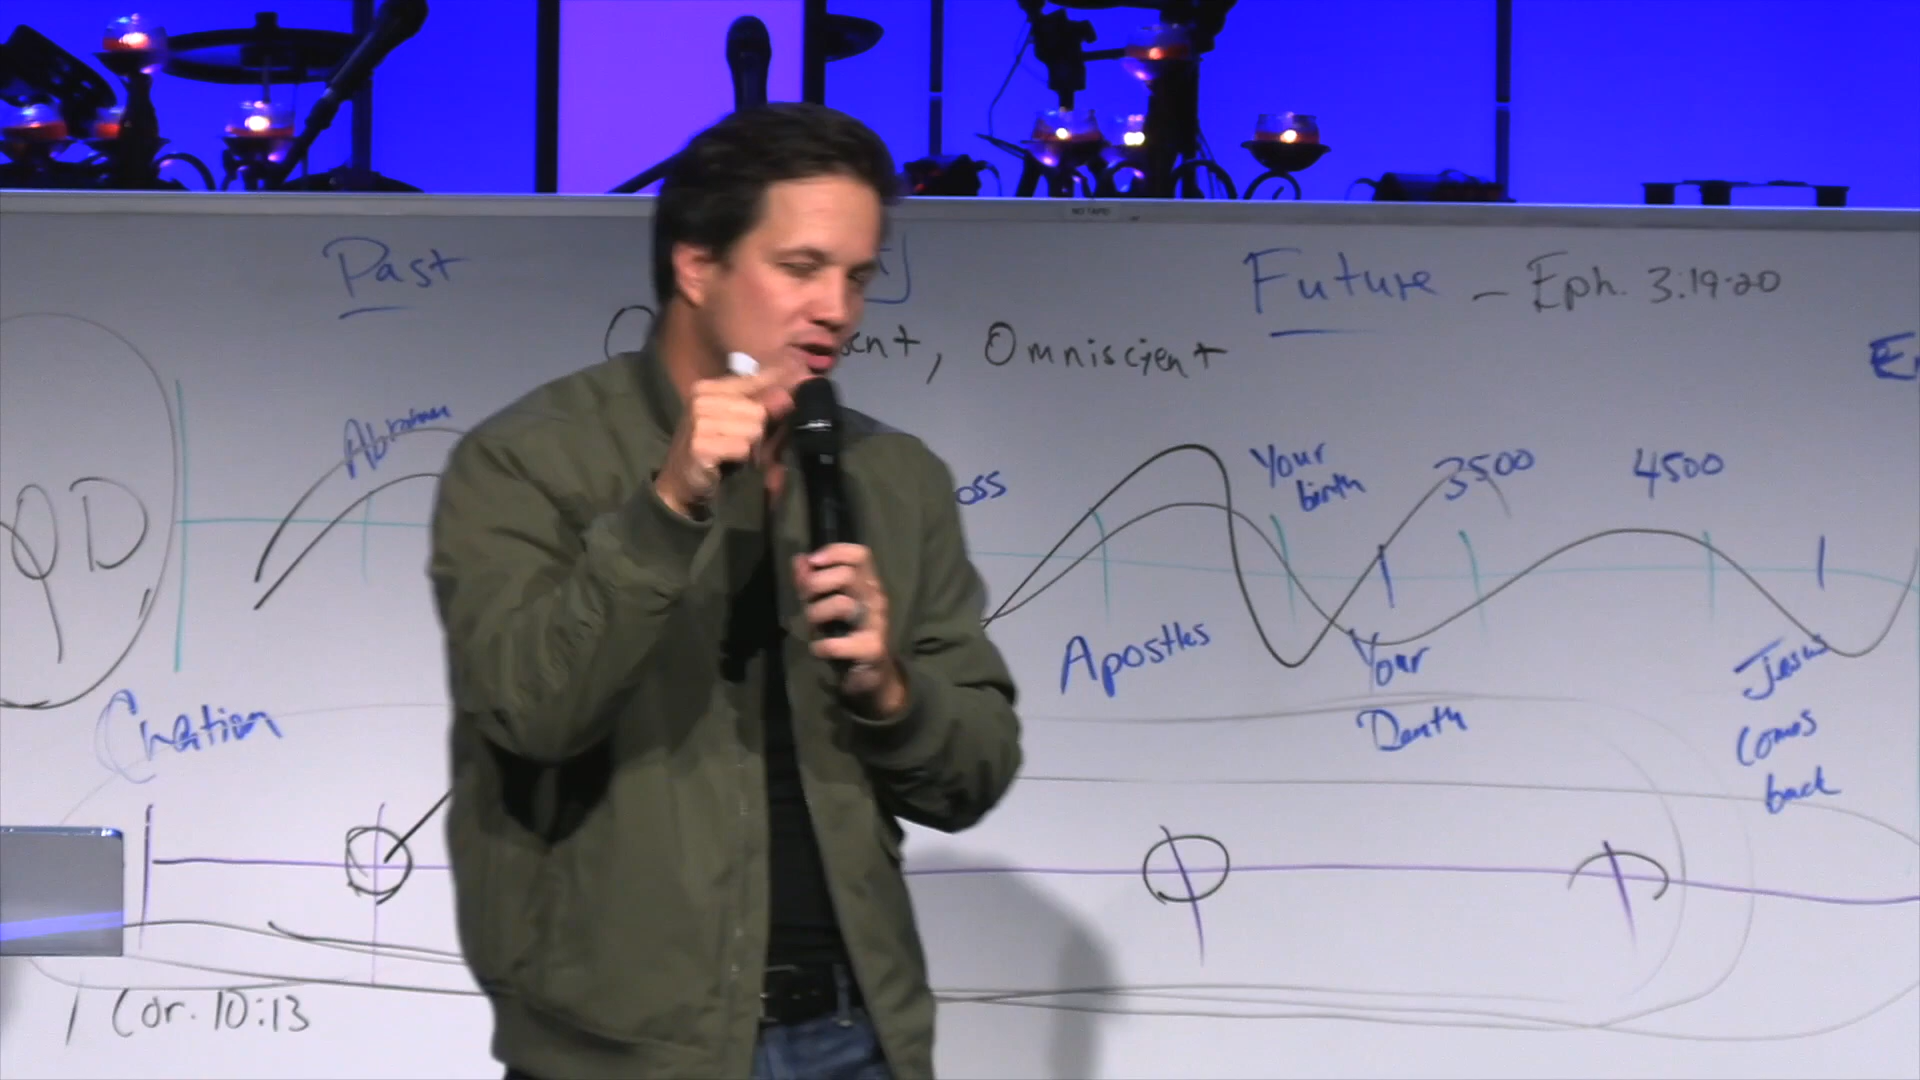 Past
Future - Eph. 3:19-20
Omniscient
Abraham
Your
birth
3500
4500
Apostles
Your
Death
Jesus
comes
back
Creation
1 Cor. 10:13